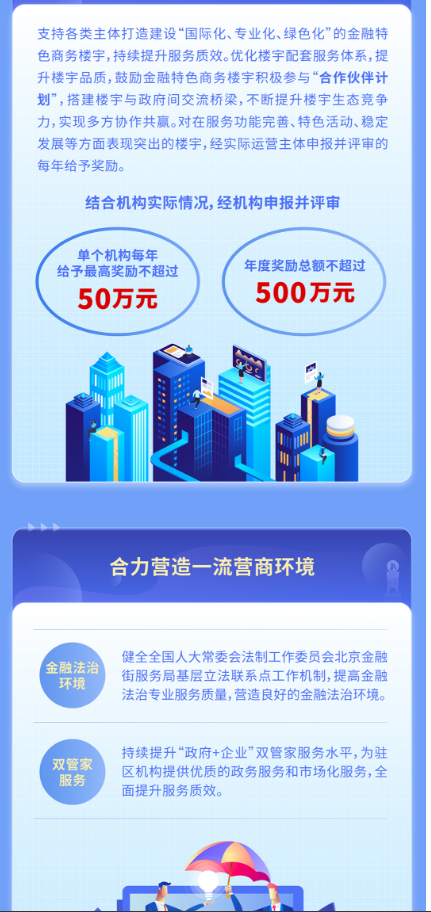 支持各类主体打造建设“国际化、专业化、绿色化”的金融特
色商务楼宇，持续提升服务质效。优化楼宇配套服务体系，提
升楼宇品质，鼓励金融特色商务楼宇积极参与“合作伙伴计
划”，搭建楼宇与政府间交流桥梁，不断提升楼宇生态竞争
力，实现多方协作共赢。对在服务功能完善、特色活动、稳定
发展等方面表现突出的楼宇，经实际运营主体申报并评审的
每年给予奖励。
结合机构实际情况，经机构申报并评审
单个机构每年
给予最高奖励不超过
50万元
年度奖励总额不超过
500万元
合力营造一流营商环境
金融法治
环境
健全全国人大常委会法制工作委员会北京金融
街服务局基层立法联系点工作机制，提高金融
法治专业服务质量，营造良好的金融法治环境。
双管家
服务
持续提升“政府+企业”双管家服务水平，为驻
区机构提供优质的政务服务和市场化服务，全
面提升服务质效。